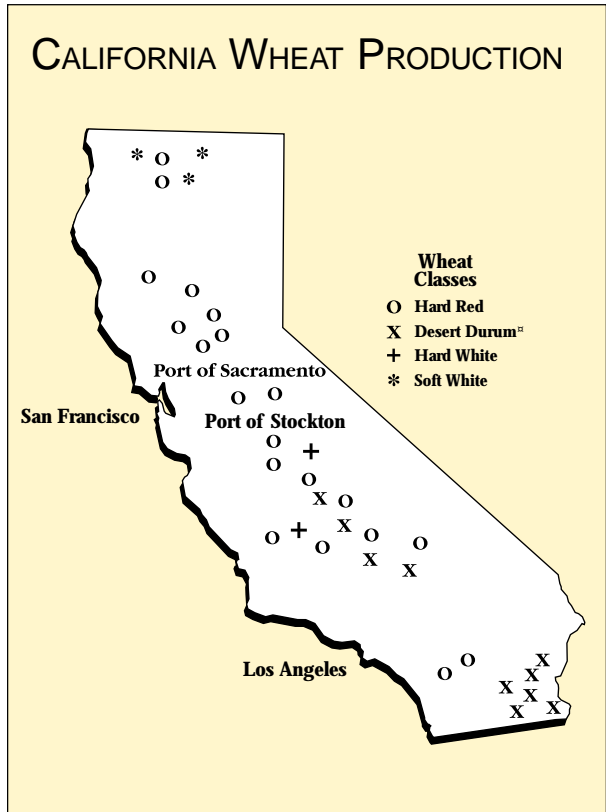 CALIFORNIA WHEAT PRODUCTION
Wheat
Classes
O Hard Red
X Desert Durum¤
+ Hard White
* Soft White
Port of Sacramento
San Francisco
Port of Stockton
Los Angeles